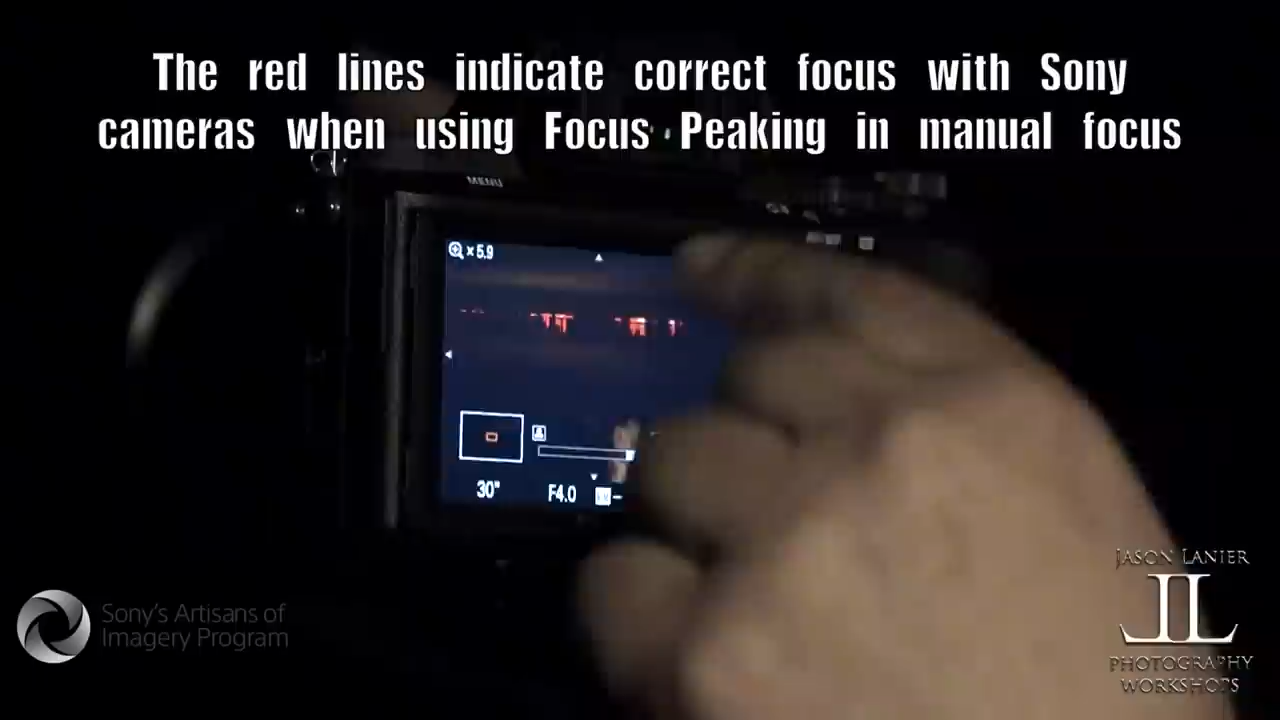 The red lines indicate correct focus with Sony
cameras when using Focus Peaking in manual focus
MENU
x 5.9
30"
F4.0
Sony's Artisans of
Imagery Program
JASON LANIER
JL
PHOTOGRAPHY
WORKSHOPS